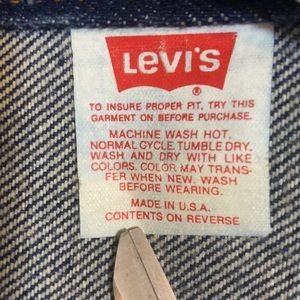 LEVI'S
®
TO INSURE PROPER FIT, TRY THIS
GARMENT ON BEFORE PURCHASE.
MACHINE WASH HOT.
NORMAL CYCLE. TUMBLE DRY.
WASH AND DRY WITH LIKE
COLORS. COLOR MAY TRANS-
FER WHEN NEW. WASH
BEFORE WEARING.
MADE IN U.S.A.
CONTENTS ON REVERSE